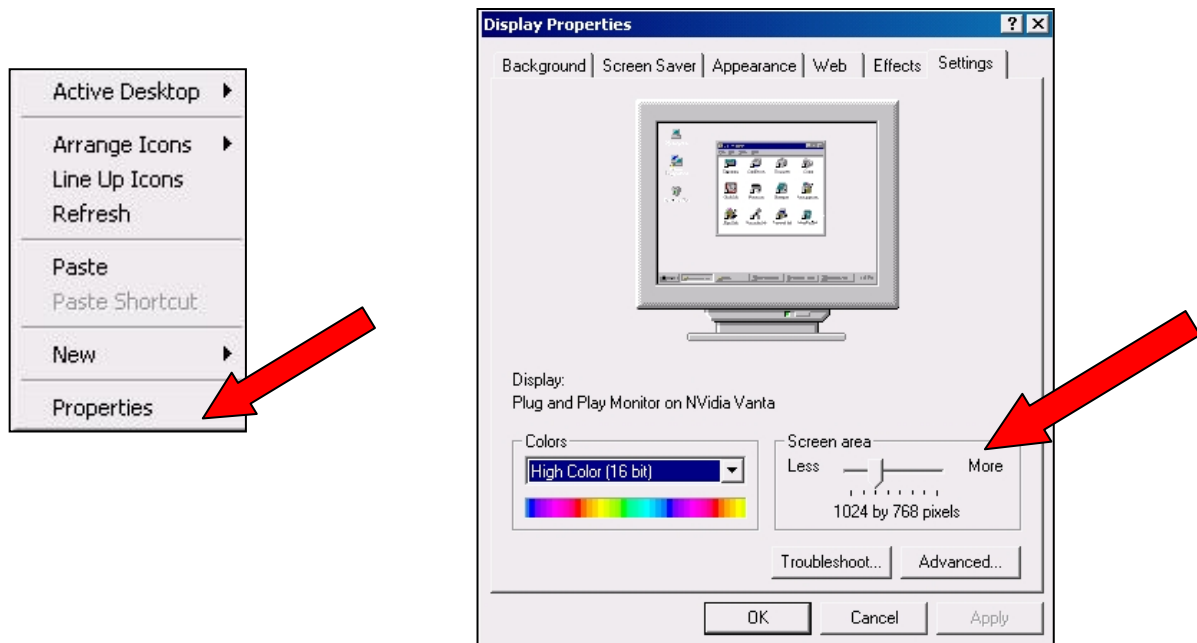 Active Desktop
Arrange Icons
Line Up Icons
Refresh
Paste
Paste Shortcut
New
Properties
Display Properties
Background Screen Saver Appearance Web Effects Settings
Display:
Plug and Play Monitor on NVidia Vanta
Colors
High Color (16 bit)
Screen area
Less More
1024 by 768 pixels
Troubleshoot... Advanced...
OK Cancel Apply